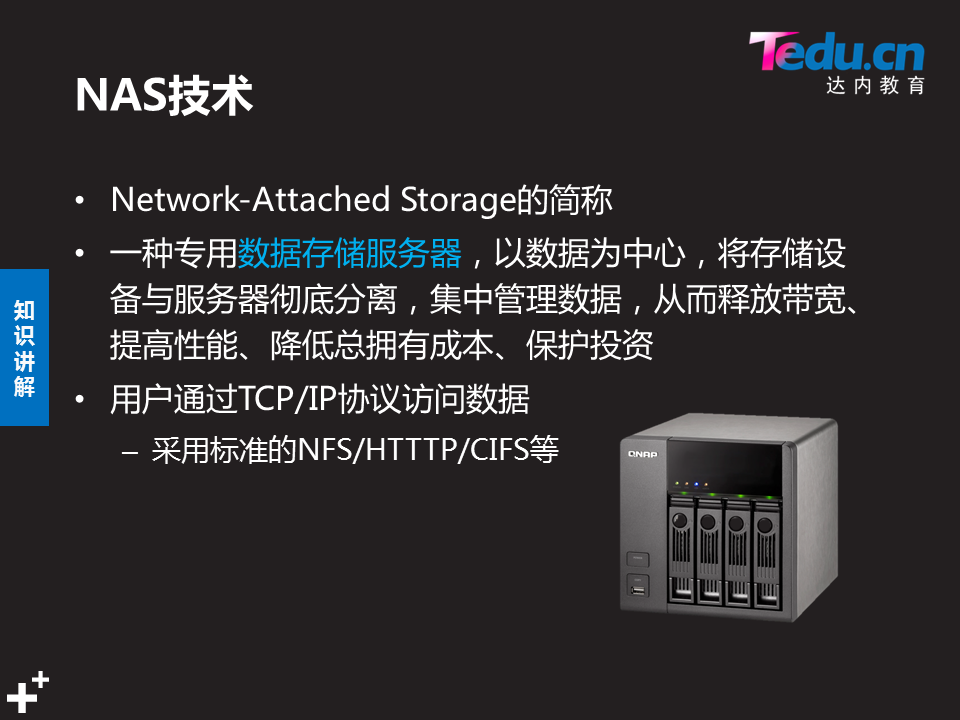 Tedu.cn
达内教育
NAS技术
• Network-Attached Storage的简称
• 一种专用数据存储服务器，以数据为中心，将存储设
备与服务器彻底分离，集中管理数据，从而释放带宽、
提高性能、降低总拥有成本、保护投资
• 用户通过TCP/IP协议访问数据
– 采用标准的NFS/HTTTP/CIFS等
知
识
讲
解
QNAP